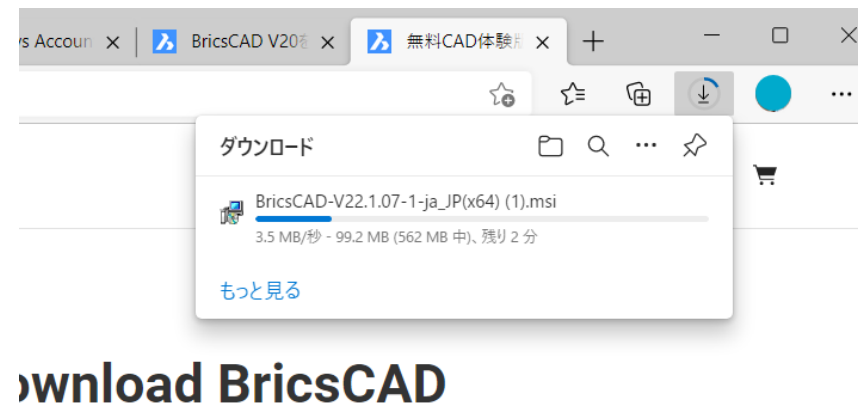 ys Accoun
BricsCAD V20を
無料CAD体験版
ダウンロード
BricsCAD-V22.1.07-1-ja_JP(x64) (1).msi
3.5 MB/秒 - 99.2 MB (562 MB 中)、残り 2 分
もっと見る
ownload BricsCAD